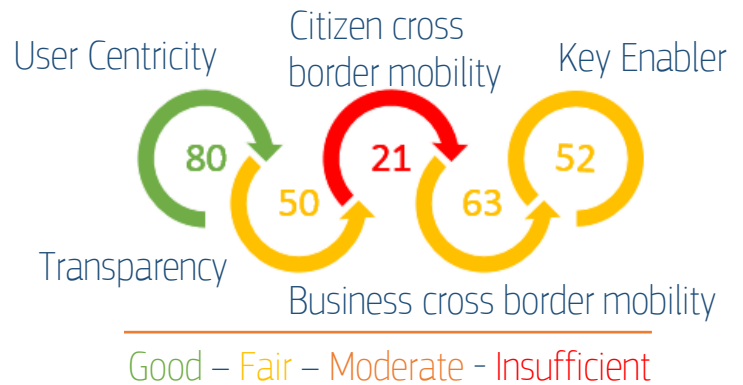 User Centricity
Citizen cross
border mobility
Key Enabler
80
50
21
63
52
Transparency
Business cross border mobility
Good – Fair – Moderate - Insufficient